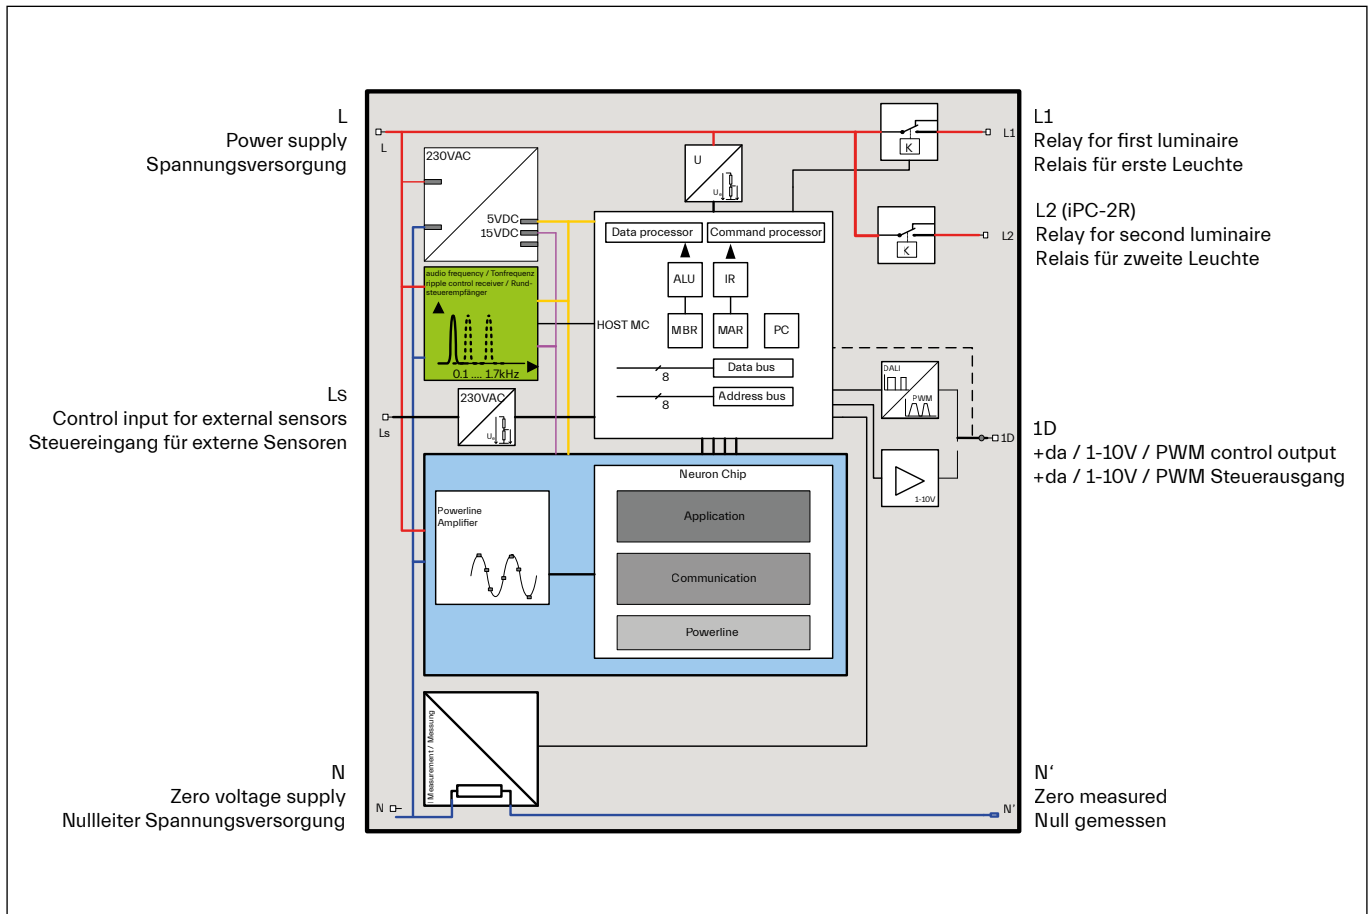 L
Power supply
Spannungsversorgung
Ls
Control input for external sensors
Steuereingang für externe Sensoren
N
Zero voltage supply
Nullleiter Spannungsversorgung
L
230VAC
5VDC
15VDC
audio frequency / Tonfrequenz
ripple control receiver / Rund-
steuerempfänger
0.1 .... 1.7kHz
230VAC
Ls
U
K
L1
K
L2
Data processor
Command processor
ALU
IR
HOST MC
MBR
MAR
PC
Data bus
8
Address bus
8
DALI
PWM
1D
1-10V
Neuron Chip
Powerline
Amplifier
Application
Communication
Powerline
I Measurement / Messung
N
N'
L1
Relay for first luminaire
Relais für erste Leuchte
L2 (iPC-2R)
Relay for second luminaire
Relais für zweite Leuchte
1D
+da / 1-10V / PWM control output
+da / 1-10V / PWM Steuerausgang
N‘
Zero measured
Null gemessen